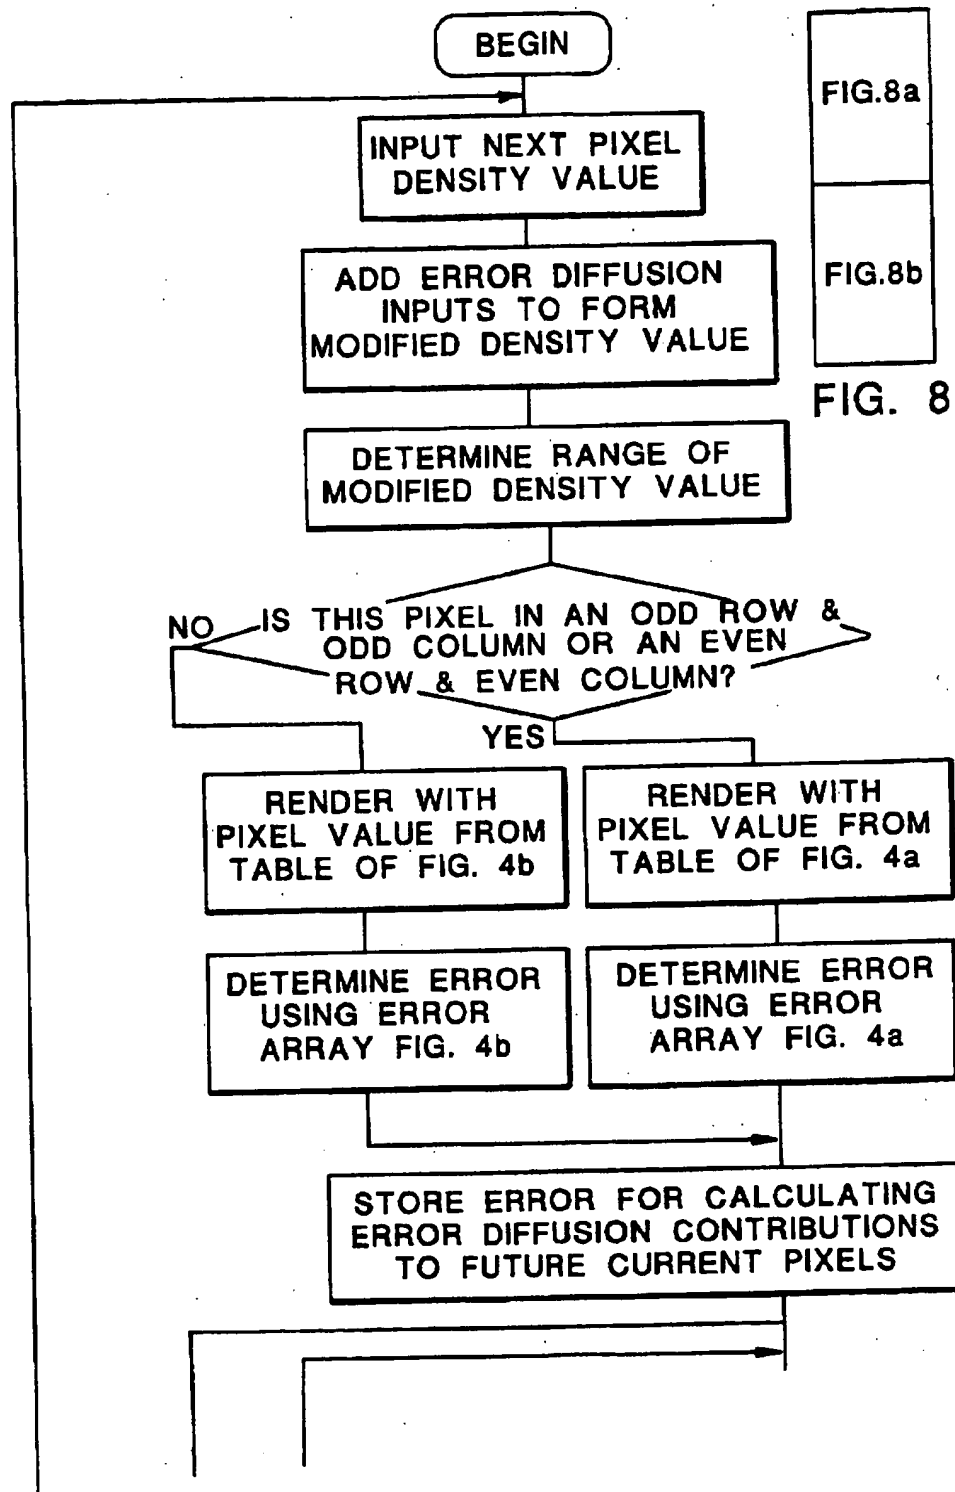 BEGIN
FIG.8a
INPUT NEXT PIXEL
DENSITY VALUE
FIG.8b
ADD ERROR DIFFUSION
INPUTS TO FORM
MODIFIED DENSITY VALUE
FIG. 8
DETERMINE RANGE OF
MODIFIED DENSITY VALUE
NO
IS THIS PIXEL IN AN ODD ROW &
ODD COLUMN OR AN EVEN
ROW & EVEN COLUMN?
YES
RENDER WITH
PIXEL VALUE FROM
TABLE OF FIG. 4b
RENDER WITH
PIXEL VALUE FROM
TABLE OF FIG. 4a
DETERMINE ERROR
USING ERROR
ARRAY FIG. 4b
DETERMINE ERROR
USING ERROR
ARRAY FIG. 4a
STORE ERROR FOR CALCULATING
ERROR DIFFUSION CONTRIBUTIONS
TO FUTURE CURRENT PIXELS